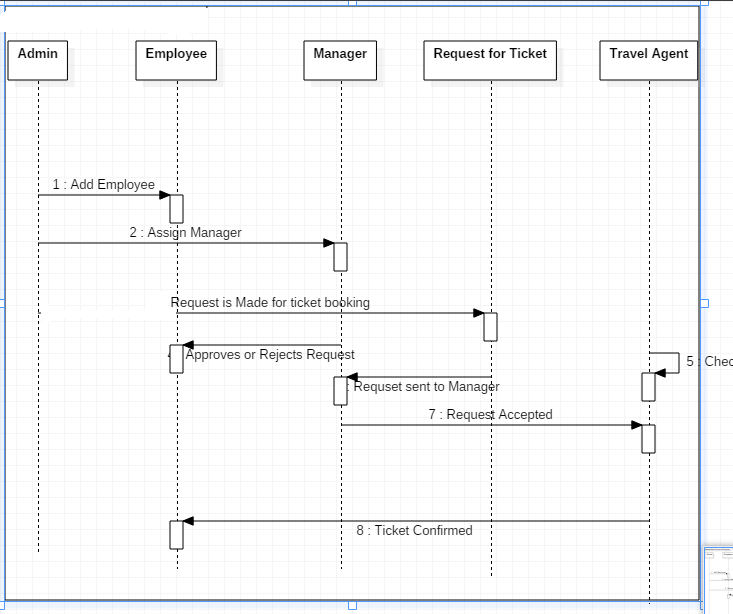 Admin
Employee
Manager
Request for Ticket
Travel Agent
1 : Add Employee
2 : Assign Manager
Request is Made for ticket booking
Approves or Rejects Request
5 : Chec
: Requset sent to Manager
7 : Request Accepted
8 : Ticket Confirmed